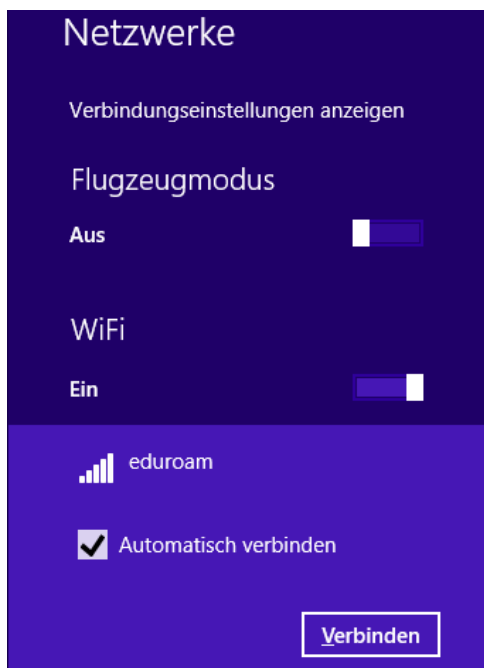 Netzwerke
Verbindungseinstellungen anzeigen
Flugzeugmodus
Aus
WiFi
Ein
eduroam
Automatisch verbinden
Verbinden